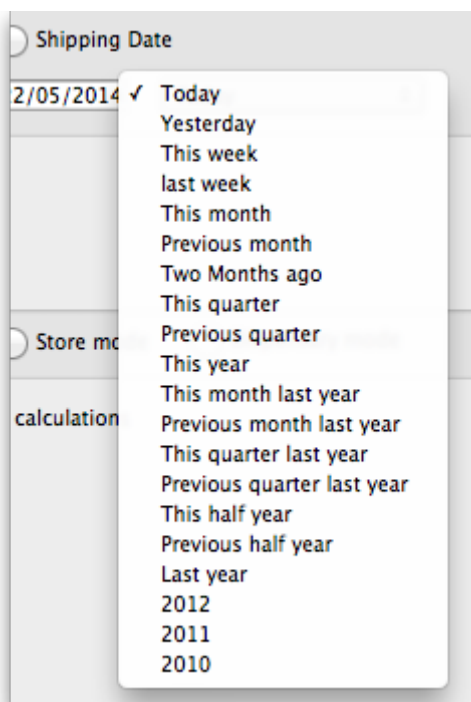 Shipping Date
2/05/2014 ✓ Today
Yesterday
This week
last week
This month
Previous month
Two Months ago
This quarter
Previous quarter
Store mo
This year
This month last year
calculation
Previous month last year
This quarter last year
Previous quarter last year
This half year
Previous half year
Last year
2012
2011
2010